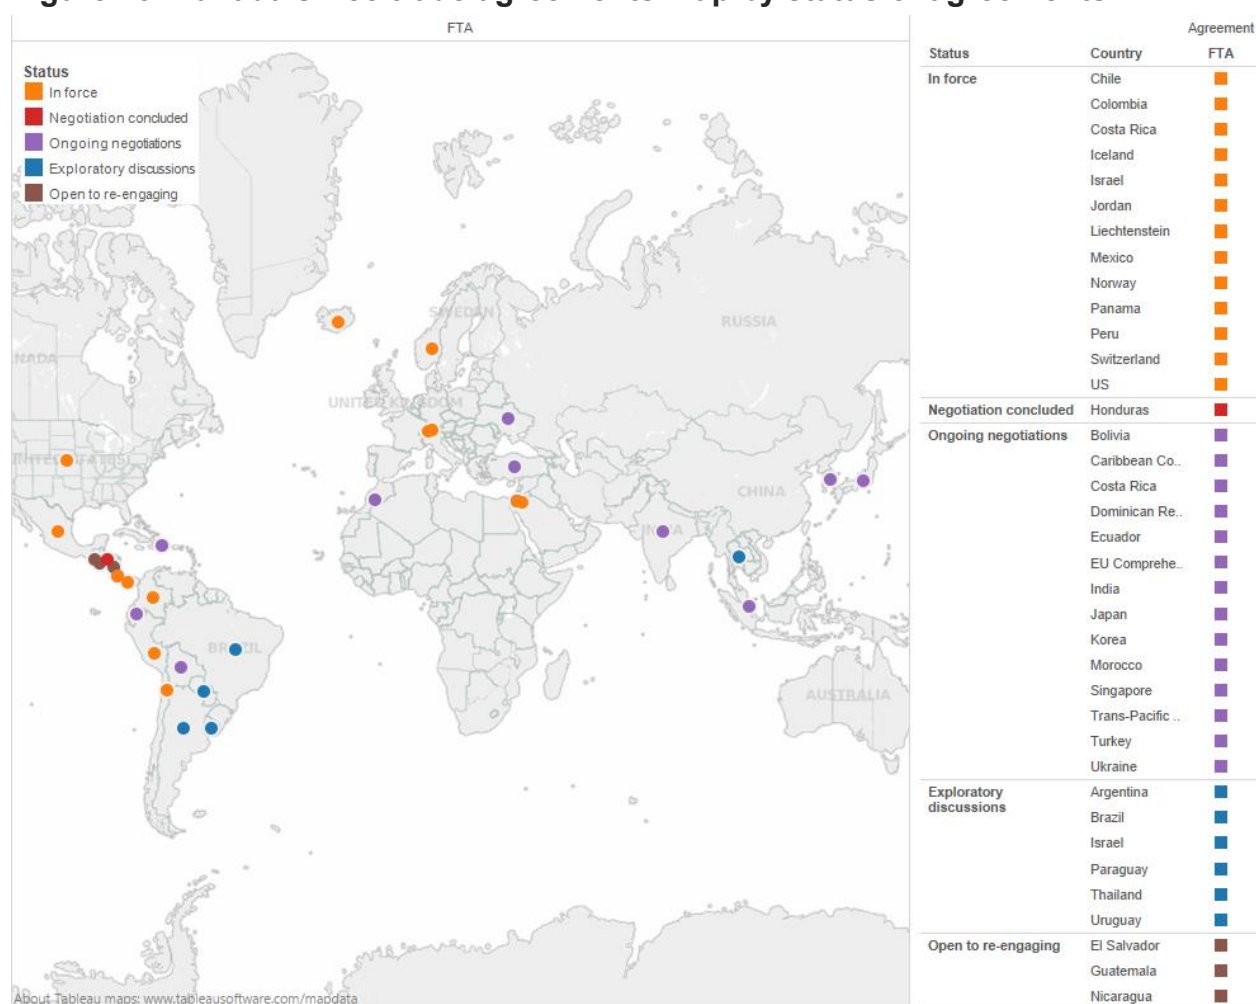 FTA
Status
In force
Negotiation concluded
Ongoing negotiations
Exploratory discussions
Open to re-engaging
SWEDEN
RUSSIA
NADA
UNITED KINGDOM
CHINA
INDIA
BRAZIL
AUSTRALIA
About Tableau maps: www.tableausoftware.com/mapdata
Agreement
Status Country FTA
In force Chile
Colombia
Costa Rica
Iceland
Israel
Jordan
Liechtenstein
Mexico
Norway
Panama
Peru
Switzerland
US
Negotiation concluded Honduras
Ongoing negotiations Bolivia
Caribbean Co..
Costa Rica
Dominican Re..
Ecuador
EU Comprehe..
India
Japan
Korea
Morocco
Singapore
Trans-Pacific ..
Turkey
Ukraine
Exploratory Argentina
discussions
Brazil
Israel
Paraguay
Thailand
Uruguay
Open to re-engaging El Salvador
Guatemala
Nicaragua